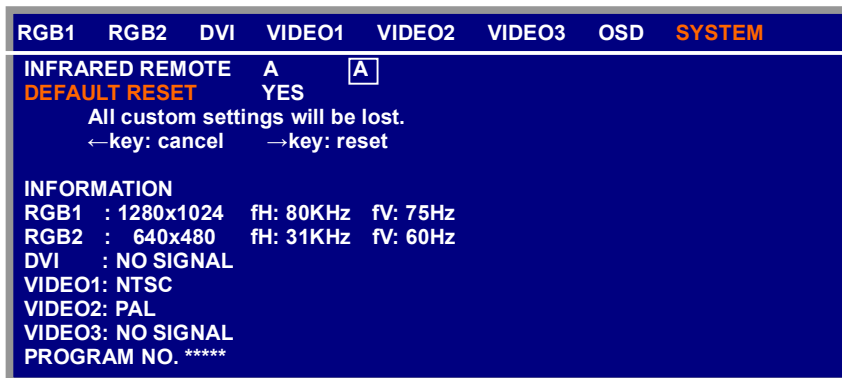 RGB1 RGB2 DVI VIDEO1 VIDEO2 VIDEO3 OSD SYSTEM
INFRARED REMOTE A A
DEFAULT RESET YES
All custom settings will be lost.
←key: cancel →key: reset
INFORMATION
RGB1 : 1280x1024 fH: 80KHz fV: 75Hz
RGB2 : 640x480 fH: 31KHz fV: 60Hz
DVI : NO SIGNAL
VIDEO1: NTSC
VIDEO2: PAL
VIDEO3: NO SIGNAL
PROGRAM NO. *****